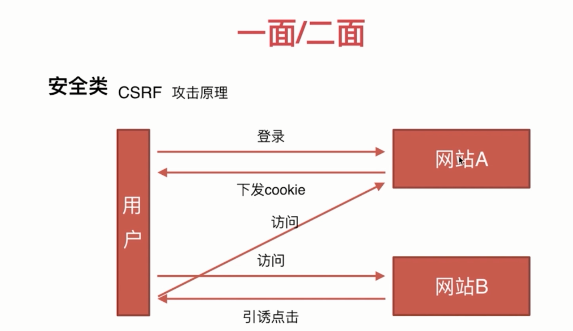 一面/二面
安全类 CSRF 攻击原理
登录
网站A
下发cookie
用户
访问
访问
网站B
引诱点击